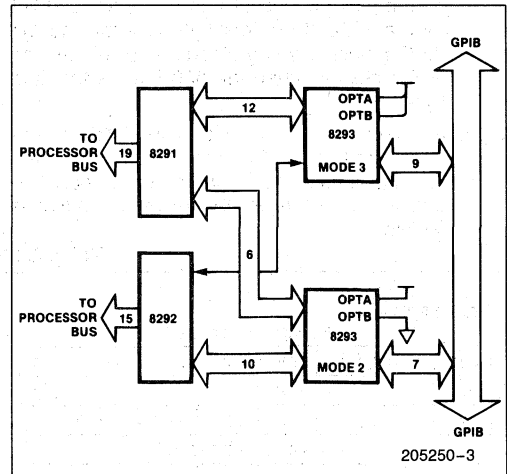 GPIB
OPTA
OPTB
8293
MODE 3
12
9
TO
PROCESSOR
BUS
19
8291
6
TO
PROCESSOR
BUS
15
8292
OPTA
OPTB
8293
MODE 2
10
7
GPIB
205250-3